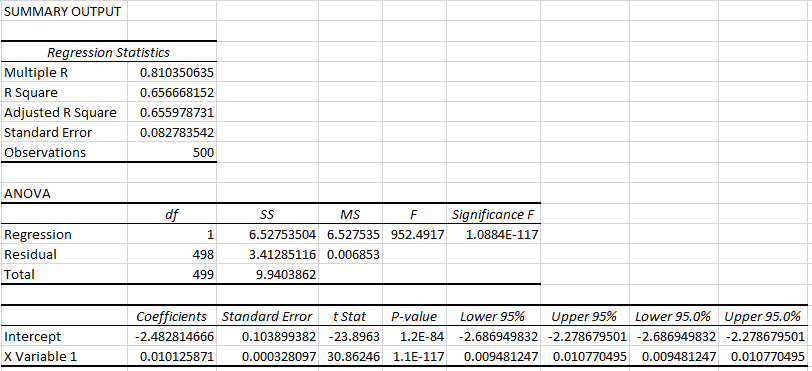 SUMMARY OUTPUT
Regression Statistics
Multiple R 0.810350635
R Square 0.656668152
Adjusted R Square 0.655978731
Standard Error 0.082783542
Observations 500
ANOVA
df SS MS F Significance F
Regression 1 6.52753504 6.527535 952.4917 1.0884E-117
Residual 498 3.41285116 0.006853
Total 499 9.9403862
Coefficients Standard Error t Stat P-value Lower 95% Upper 95% Lower 95.0% Upper 95.0%
Intercept -2.482814666 0.103899382 -23.8963 1.2E-84 -2.686949832 -2.278679501 -2.686949832 -2.278679501
X Variable 1 0.010125871 0.000328097 30.86246 1.1E-117 0.009481247 0.010770495 0.009481247 0.010770495